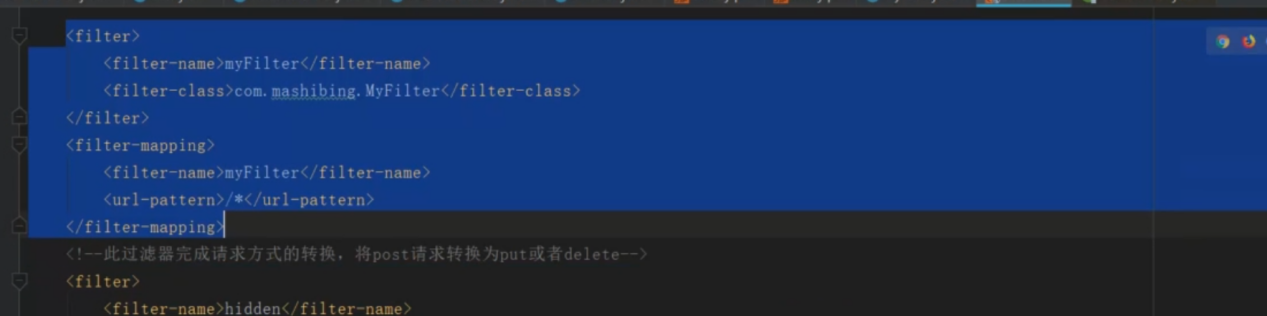 <filter>
<filter-name>myFilter</filter-name>
<filter-class>com.mashibing.MyFilter</filter-class>
</filter>
<filter-mapping>
<filter-name>myFilter</filter-name>
<url-pattern>/*</url-pattern>
</filter-mapping>
<!--此过滤器完成请求方式的转换，将post请求转换为put或者delete-->
<filter>
<filter-name>hidden</filter-name>